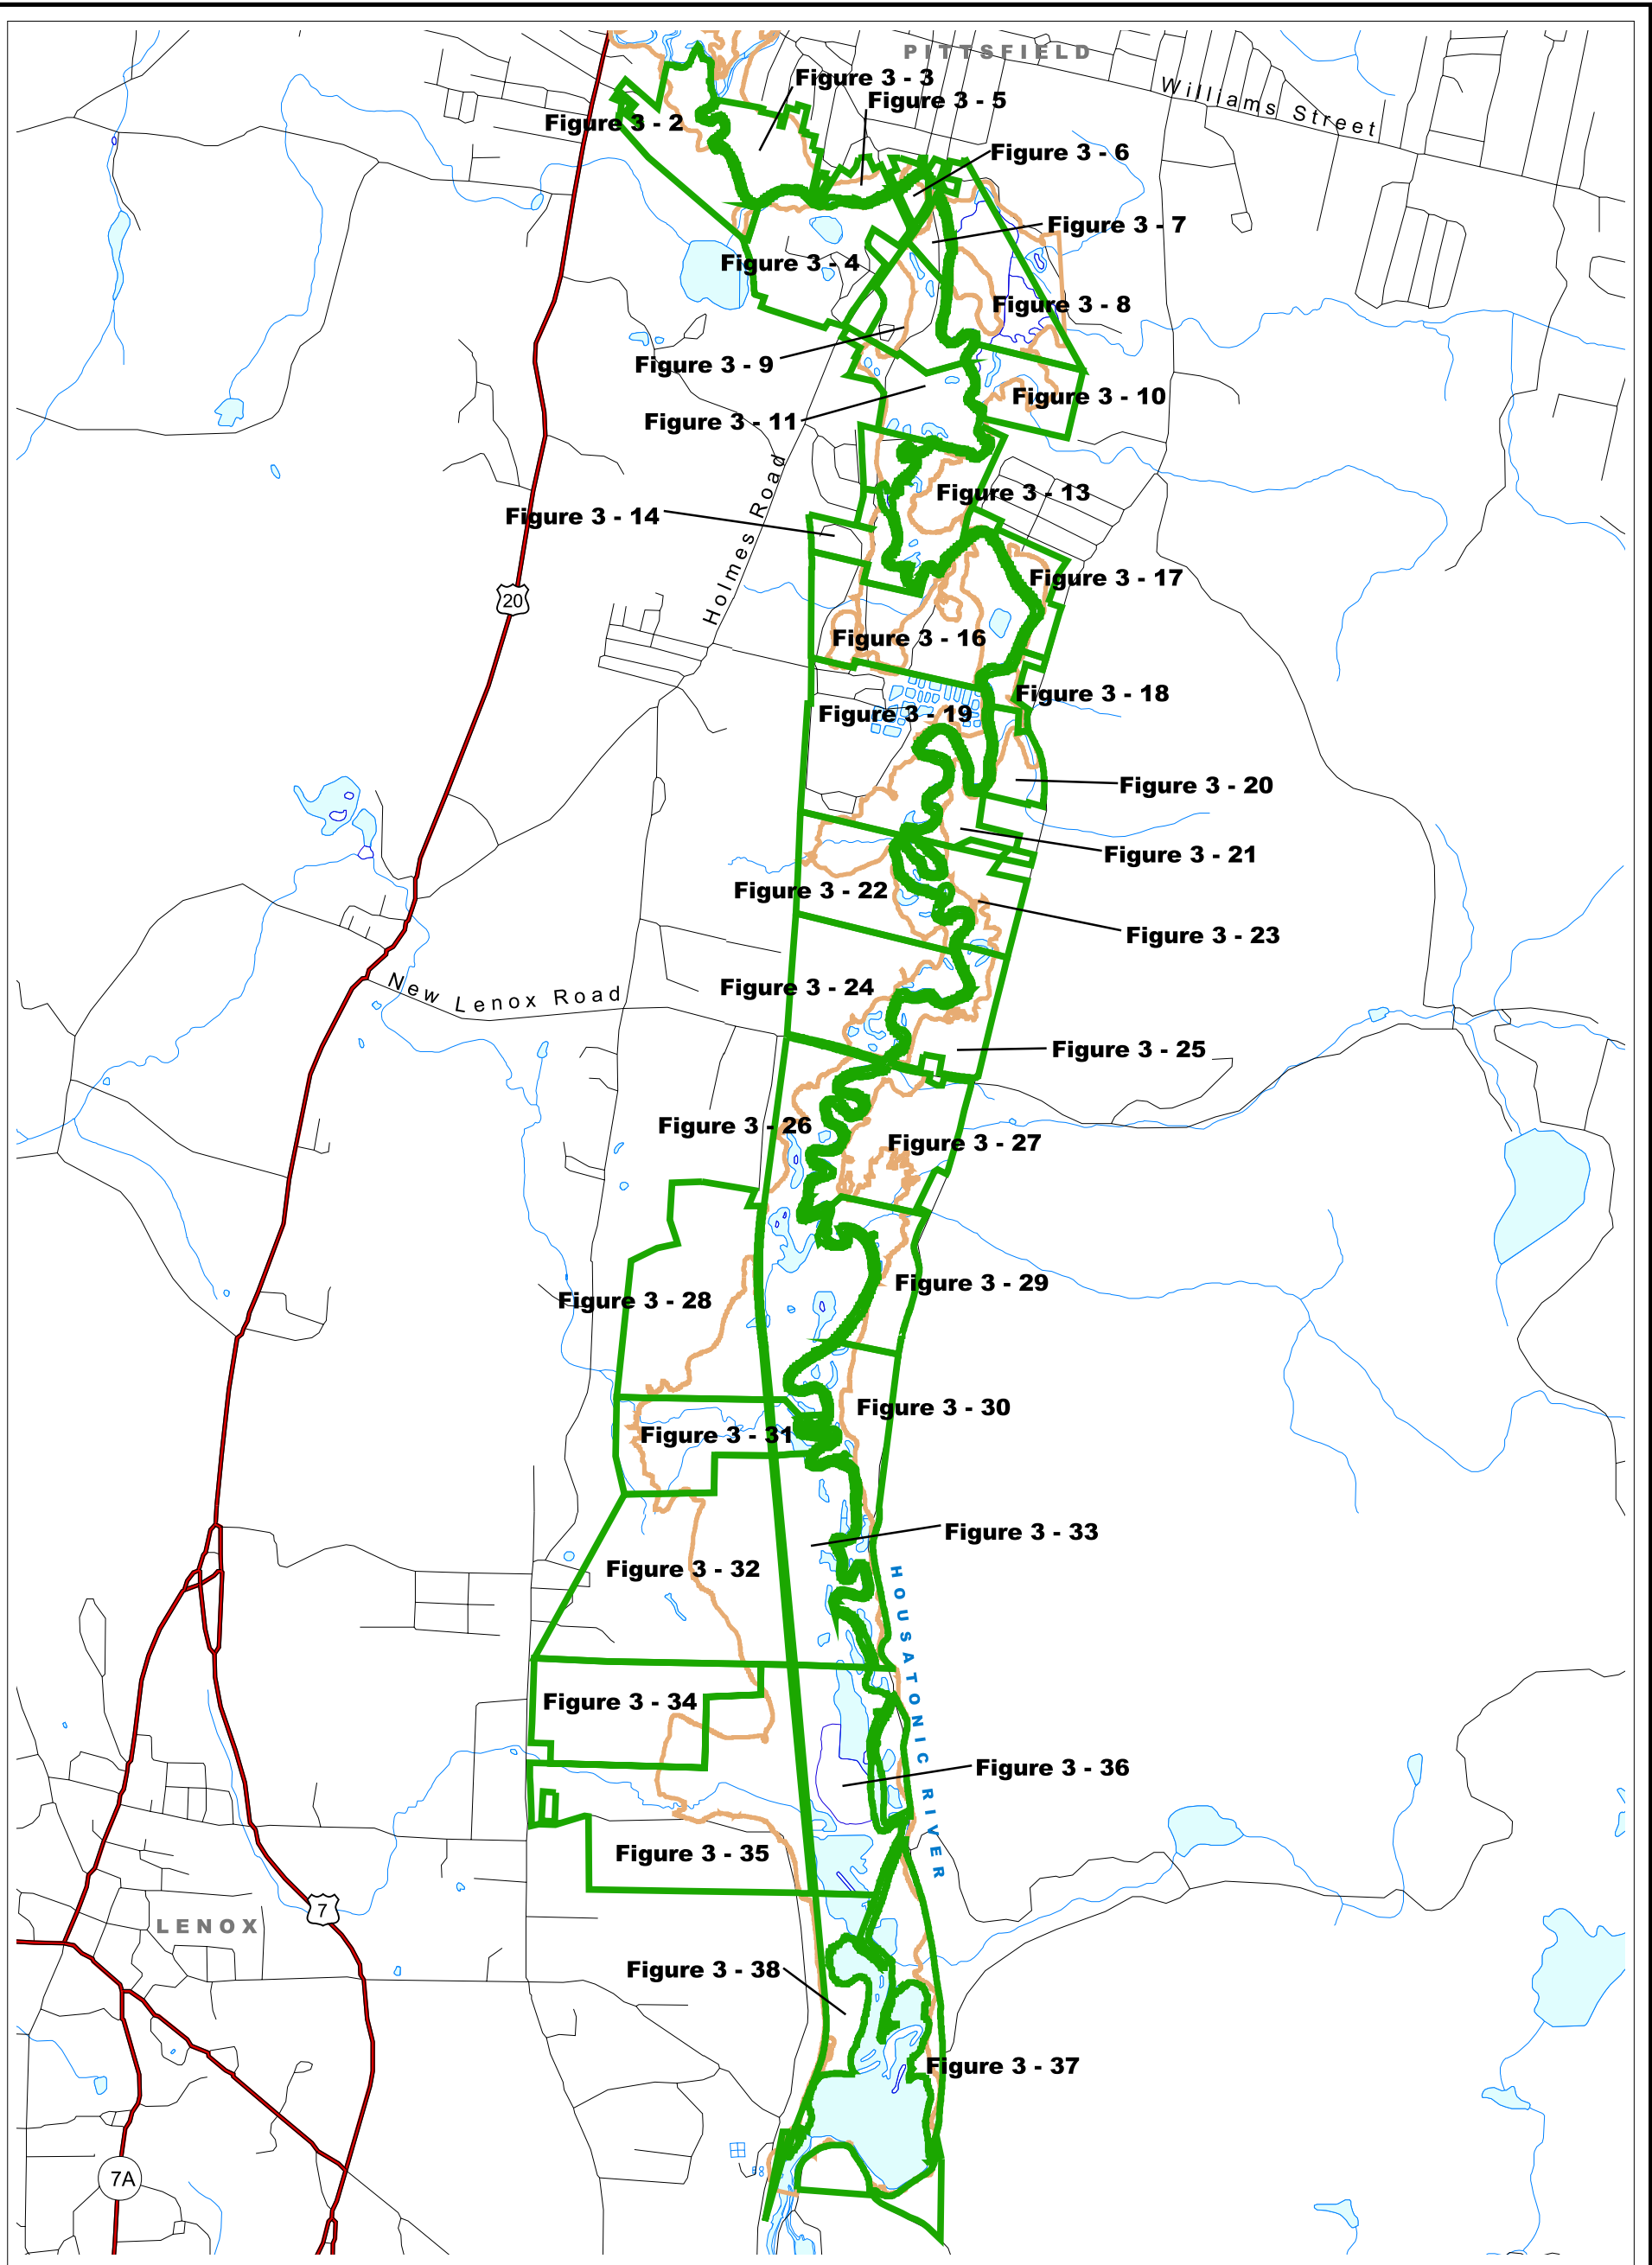 PITTSFIELD
Figure 3 - 3
Williams Street
Figure 3 - 5
Figure 3 - 2
Figure 3 - 6
Figure 3 - 7
Figure 3 - 4
Figure 3 - 8
Figure 3 - 9
Figure 3 - 10
Figure 3 - 11
Holmes Road
Figure 3 - 13
Figure 3 - 14
Figure 3 - 17
20
Figure 3 - 16
Figure 3 - 18
Figure 3 - 19
Figure 3 - 20
Figure 3 - 21
Figure 3 - 22
Figure 3 - 23
New Lenox Road
Figure 3 - 24
Figure 3 - 25
Figure 3 - 26
Figure 3 - 27
Figure 3 - 29
Figure 3 - 28
Figure 3 - 30
Figure 3 - 31
Figure 3 - 33
Figure 3 - 32
HOUSATONIC RIVER
Figure 3 - 34
Figure 3 - 36
Figure 3 - 35
7
LENOX
Figure 3 - 38
Figure 3 - 37
7A